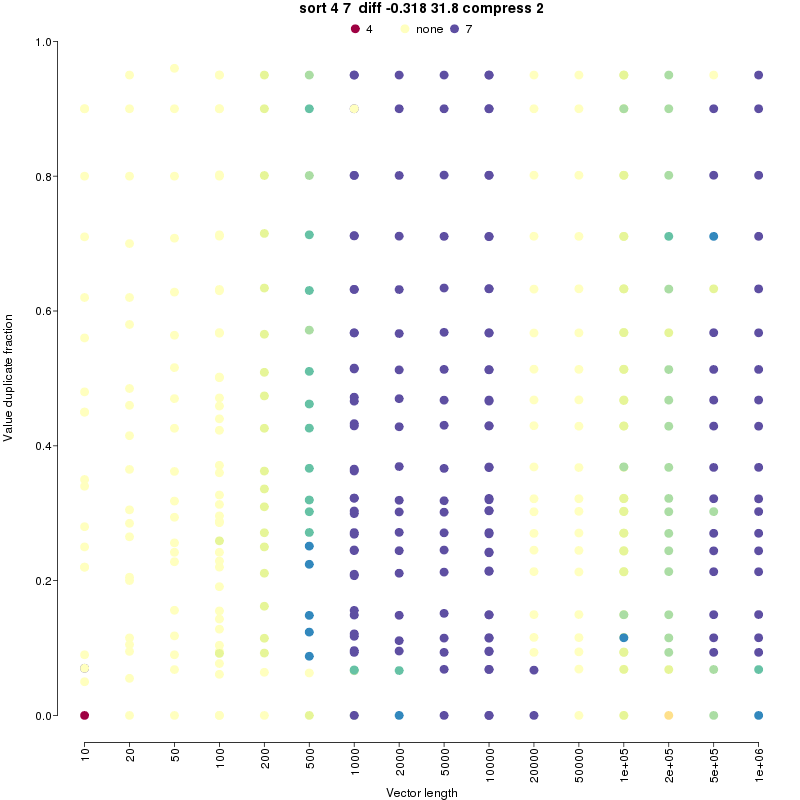 sort 4 7 diff -0.318 31.8 compress 2
4 none 7
1.0
0.8
0.6
0.4
0.2
0.0
Value duplicate fraction
10 20 50 100 200 500 1000 2000 5000 10000 20000 50000 1e+05 2e+05 5e+05 1e+06
Vector length